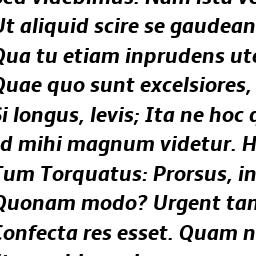 Ut aliquid scire se gaudean
Qua tu etiam inprudens ute
Quae quo sunt excelsiores,
Si longus, levis; Ita ne hoc
d mihi magnum videtur. H
Tum Torquatus: Prorsus, in
Quonam modo? Urgent tan
Confecta res esset. Quam n